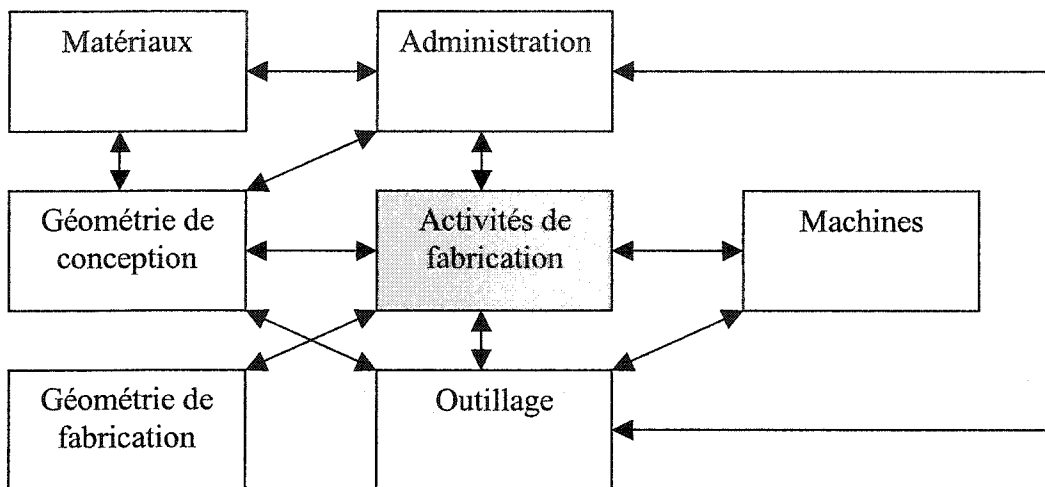 Matériaux
Administration
Géométrie de
conception
Activités de
fabrication
Machines
Géométrie de
fabrication
Outillage